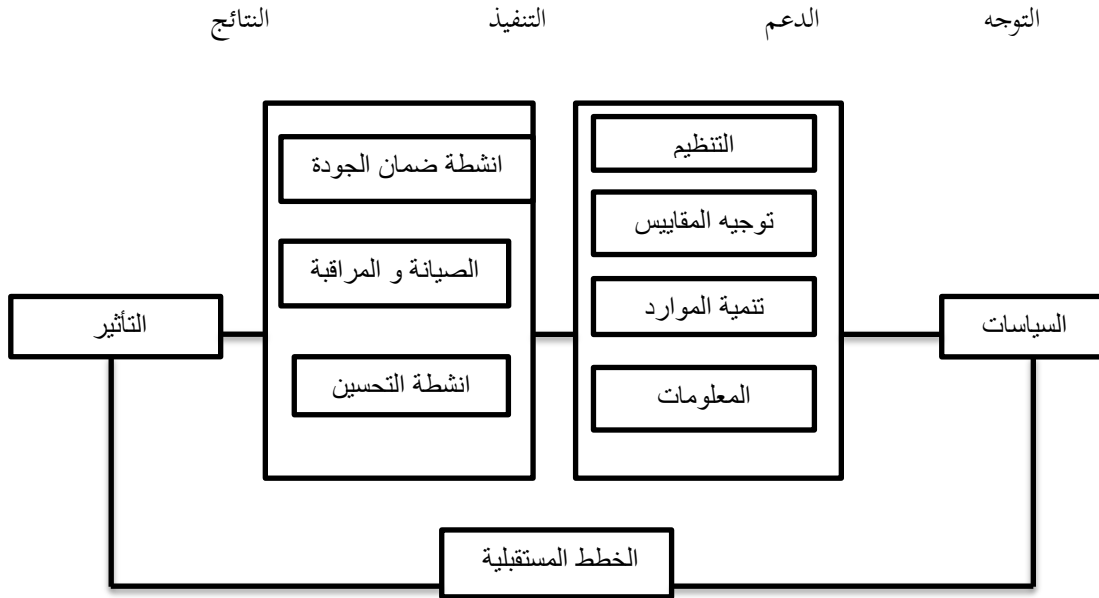 التوجه
الدعم
التنفيذ
النتائج
التنظيم
توجيه المقاييس
تنمية الموارد
المعلومات
انشطة ضمان الجودة
الصيانة و المراقبة
انشطة التحسين
السياسات
التأثير
الخطط المستقبلية